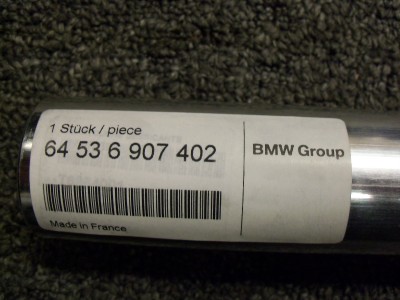 1 Stück / piece
64 53 6 907 402
BMW Group
Made in France